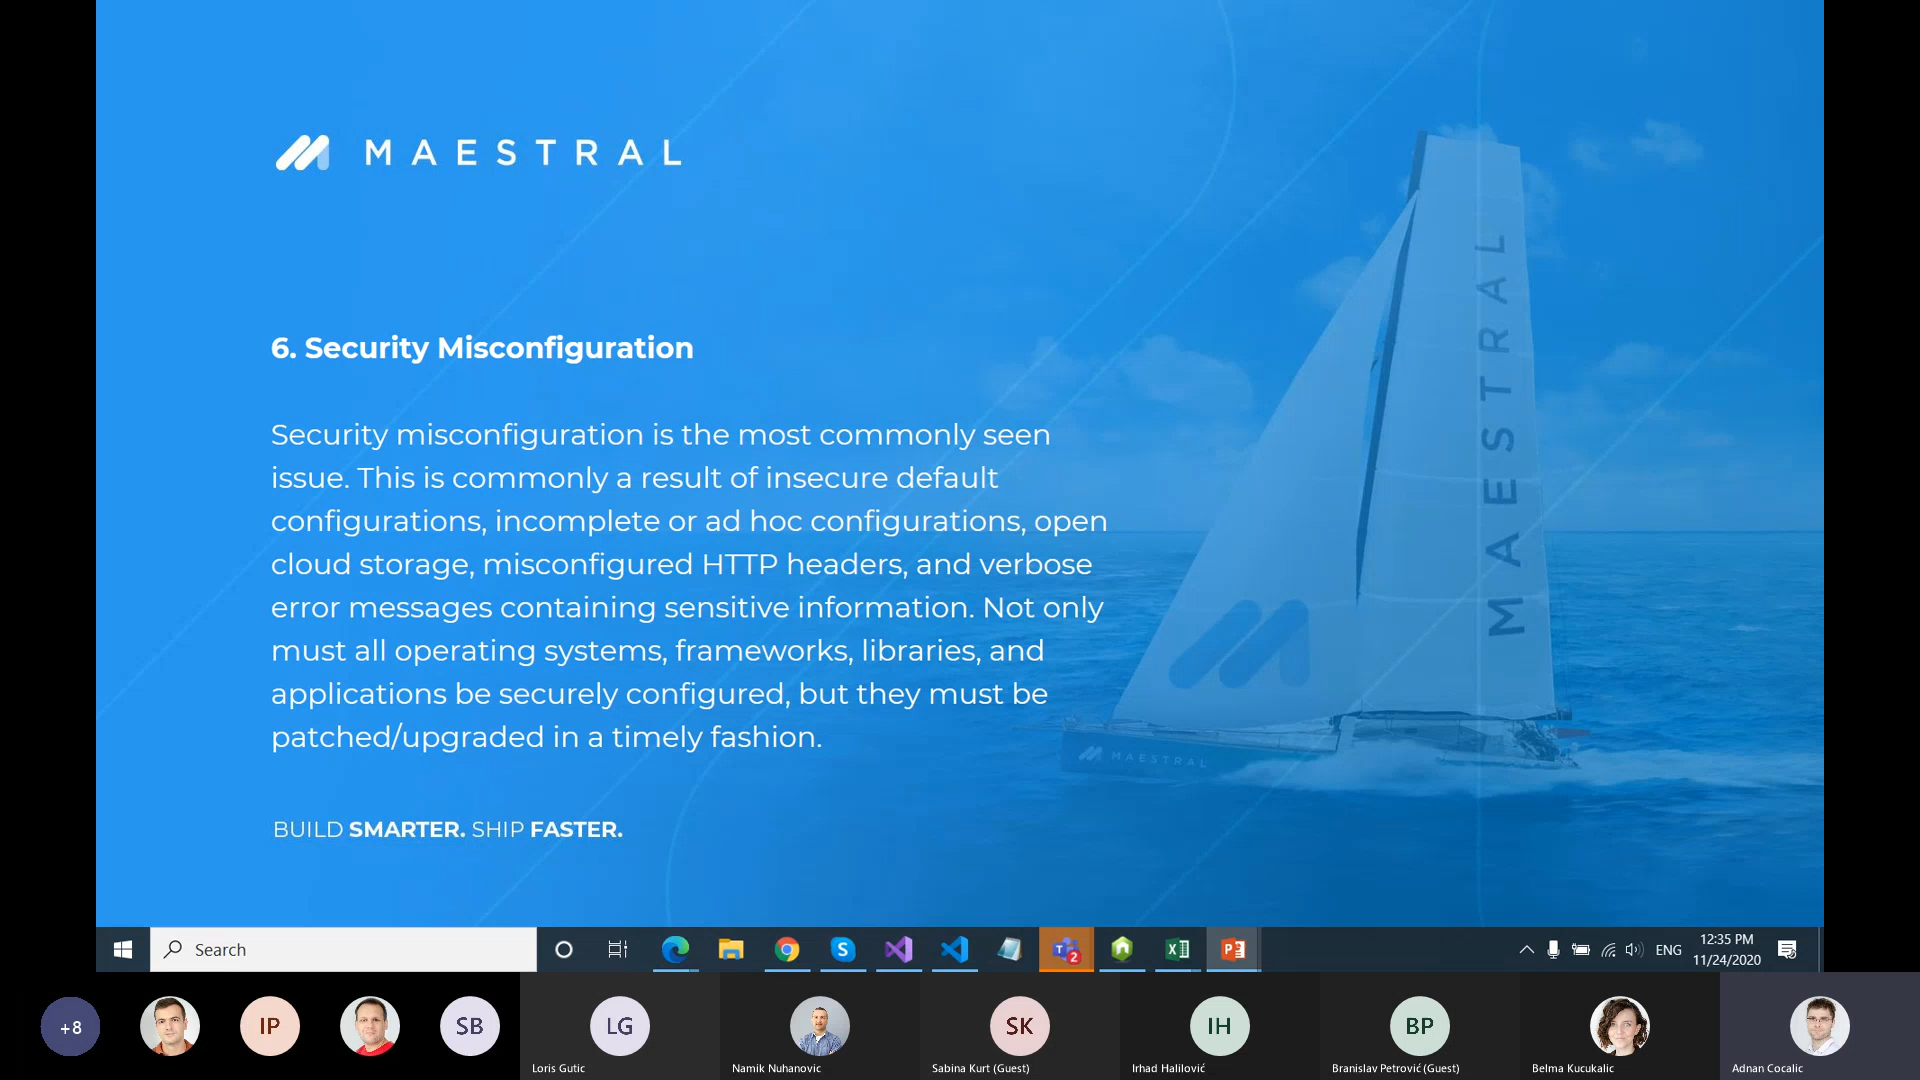 MAESTRAL
MAESTRAL
6. Security Misconfiguration
Security misconfiguration is the most commonly seen
issue. This is commonly a result of insecure default
configurations, incomplete or ad hoc configurations, open
cloud storage, misconfigured HTTP headers, and verbose
error messages containing sensitive information. Not only
must all operating systems, frameworks, libraries, and
applications be securely configured, but they must be
patched/upgraded in a timely fashion.
MAESTRAL
BUILD SMARTER. SHIP FASTER.
Search
S
T
2
X
P
ENG
12:35 PM
11/24/2020
+8
IP
SB
LG
SK
IH
BP
Loris Gutic
Namik Nuhanovic
Sabina Kurt (Guest)
Irhad Halilović
Branislav Petrović (Guest)
Belma Kucukalic
Adnan Cocalic